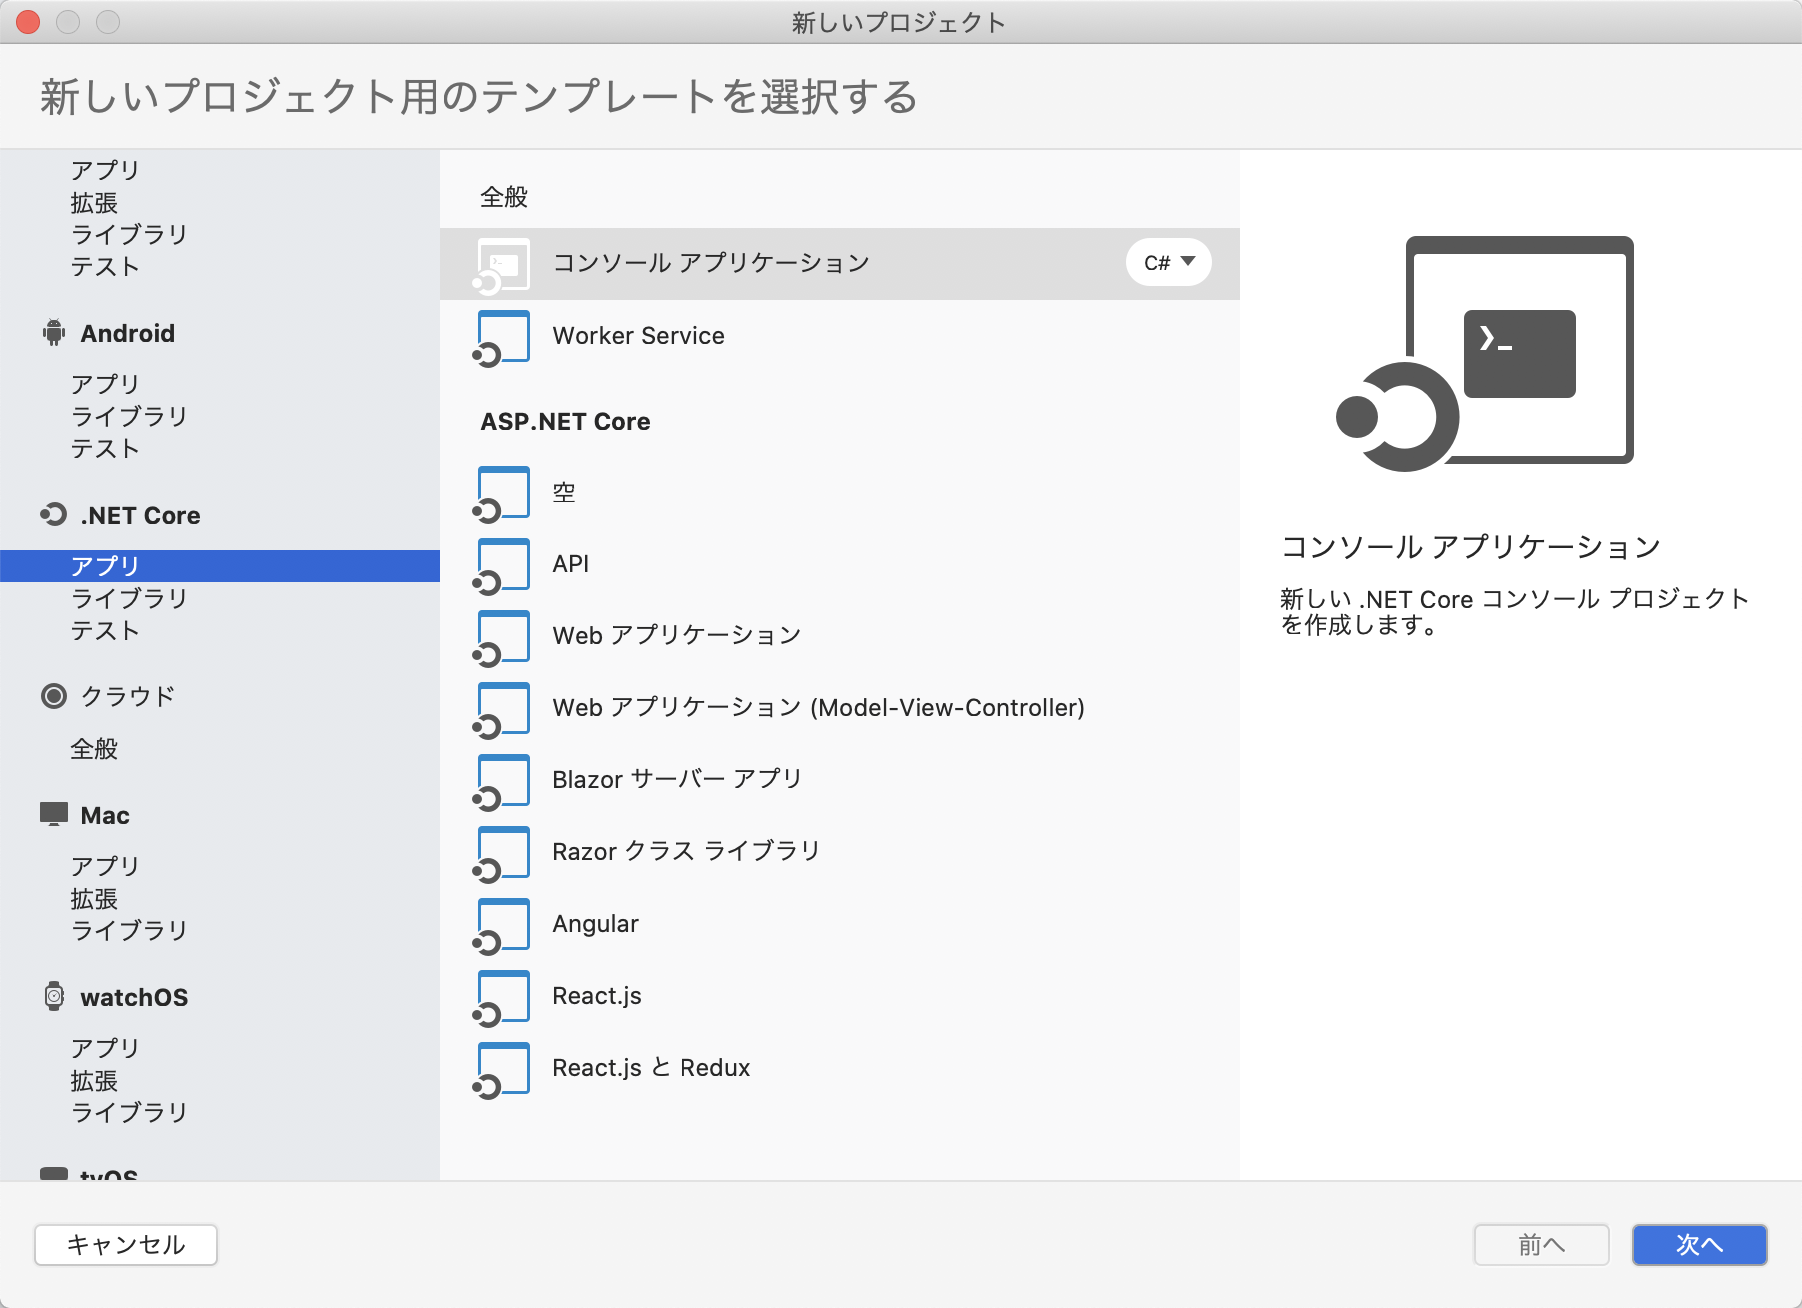 新しいプロジェクト
新しいプロジェクト用のテンプレートを選択する
アプリ
拡張
ライブラリ
テスト
Android
アプリ
ライブラリ
テスト
.NET Core
アプリ
ライブラリ
テスト
クラウド
全般
Mac
アプリ
拡張
ライブラリ
watchOS
アプリ
拡張
ライブラリ
tvOS
全般
コンソール アプリケーション
C#
Worker Service
ASP.NET Core
空
API
Web アプリケーション
Web アプリケーション (Model-View-Controller)
Blazor サーバー アプリ
Razor クラス ライブラリ
Angular
React.js
React.js と Redux
コンソール アプリケーション
新しい .NET Core コンソール プロジェクト
を作成します。
キャンセル
前へ
次へ